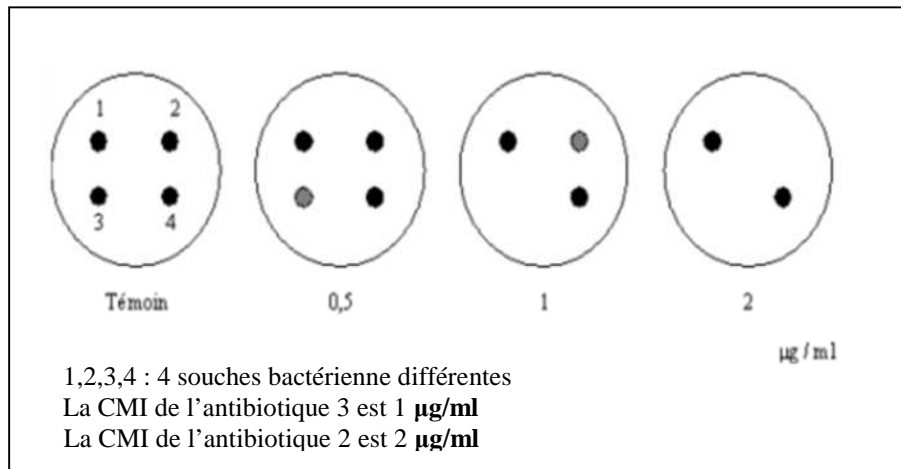 1 2
3 4
Témoin 0,5 1 2
µg / ml
1,2,3,4 : 4 souches bactérienne différentes
La CMI de l’antibiotique 3 est 1 µg/ml
La CMI de l’antibiotique 2 est 2 µg/ml